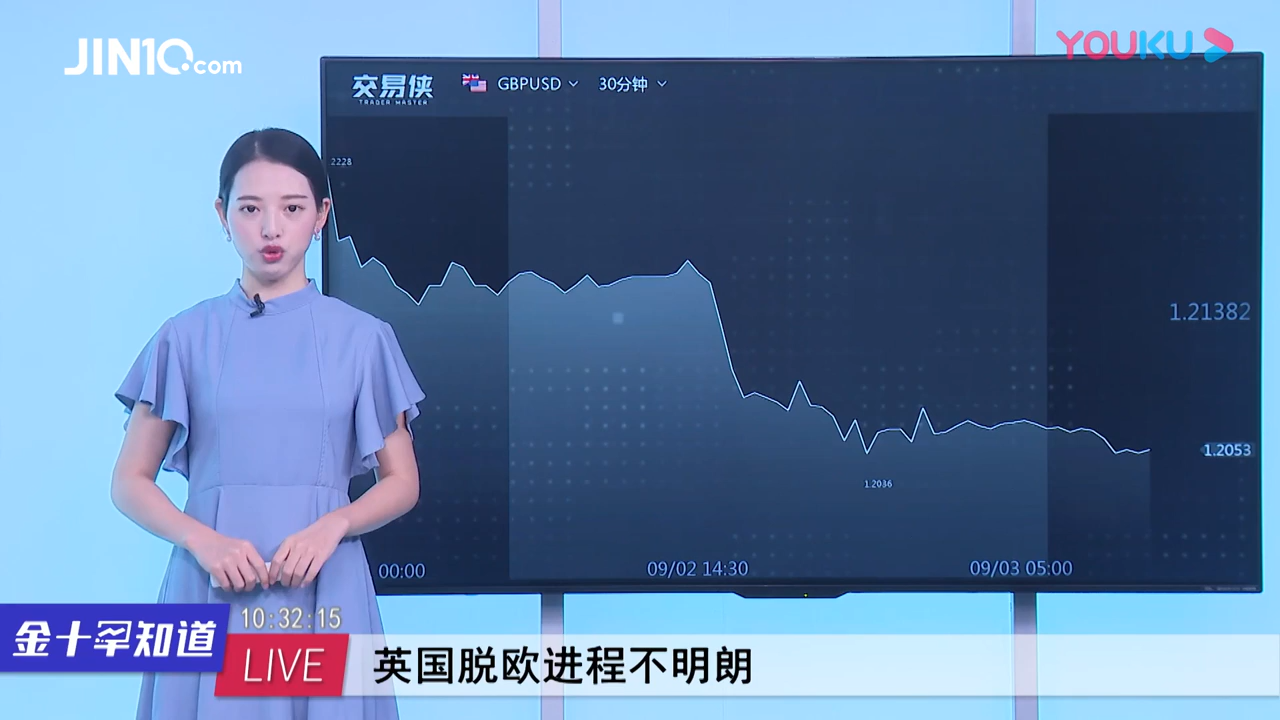 JIN10.com
YOUKU
交易侠
TRADER MASTER
GBPUSD
30分钟
2228
1.21382
1.2053
1.2036
00:00
09/02 14:30
09/03 05:00
10:32:15
金十早知道
LIVE
英国脱欧进程不明朗